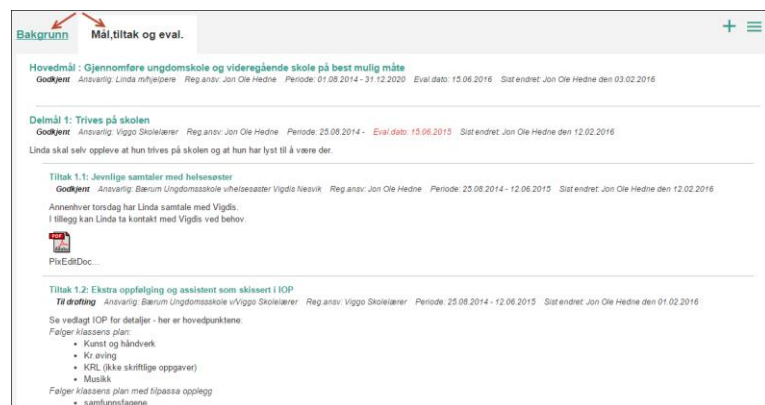 Bakgrunn Mål,tiltak og eval.
Hovedmål : Gjennomføre ungdomskole og videregående skole på best mulig måte
Godkjent Ansvarlig: Linda m/hjelpere Reg.ansv: Jon Ole Hedne Periode: 01.08.2014 - 31.12.2020 Eval.dato: 15.06.2016 Sist endret: Jon Ole Hedne den 03.02.2016
Delmål 1: Trives på skolen
Godkjent Ansvarlig: Viggo Skolelærer Reg.ansv: Jon Ole Hedne Periode: 25.08.2014 - Eval.dato: 15.06.2015 Sist endret: Jon Ole Hedne den 12.02.2016
Linda skal selv oppleve at hun trives på skolen og at hun har lyst til å være der.
Tiltak 1.1: Jevnlige samtaler med helsesøster
Godkjent Ansvarlig: Bærum Ungdomsskole v/helsesøster Vigdis Nesvik Reg.ansv: Jon Ole Hedne Periode: 25.08.2014 - 12.06.2015 Sist endret: Jon Ole Hedne den 12.02.2016
Annenhver torsdag har Linda samtale med Vigdis.
I tillegg kan Linda ta kontakt med Vigdis ved behov.
PDF
PixEditDoc...
Tiltak 1.2: Ekstra oppfølging og assistent som skissert i IOP
Til drøfting Ansvarlig: Bærum Ungdomsskole v/Viggo Skolelærer Reg.ansv: Viggo Skolelærer Periode: 25.08.2014 - 12.06.2015 Sist endret: Jon Ole Hedne den 01.02.2016
Se vedlagt IOP for detaljer - her er hovedpunktene:
Følger klassens plan:
• Kunst og håndverk
• Kr.øving
• KRL (ikke skriftlige oppgaver)
• Musikk
Følger klassens plan med tilpassa opplegg
• samfunnsfagene